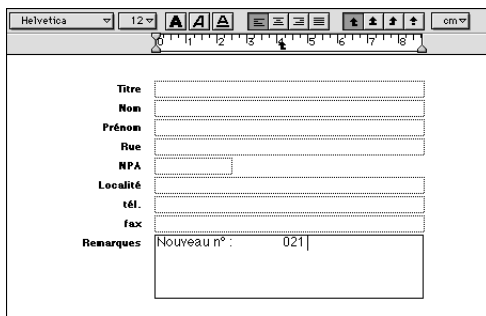 Helvetica 12 A A A cm
0 1 2 3 4 5 6 7 8
Titre
Nom
Prénom
Rue
NPA
Localité
tél.
fax
Remarques Nouveau nº : 021